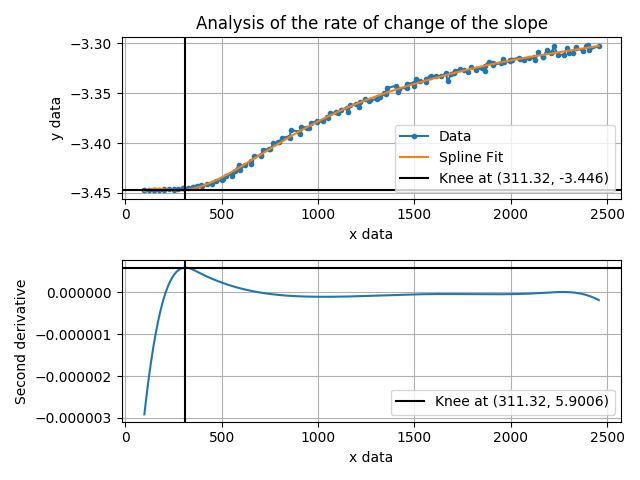 Analysis of the rate of change of the slope
−3.30
−3.35
−3.40
−3.45
y data
Data
Spline Fit
Knee at (311.32, -3.446)
0
500
1000
1500
2000
2500
x data
0.000000
−0.000001
−0.000002
−0.000003
Second derivative
Knee at (311.32, 5.9006)
0
500
1000
1500
2000
2500
x data